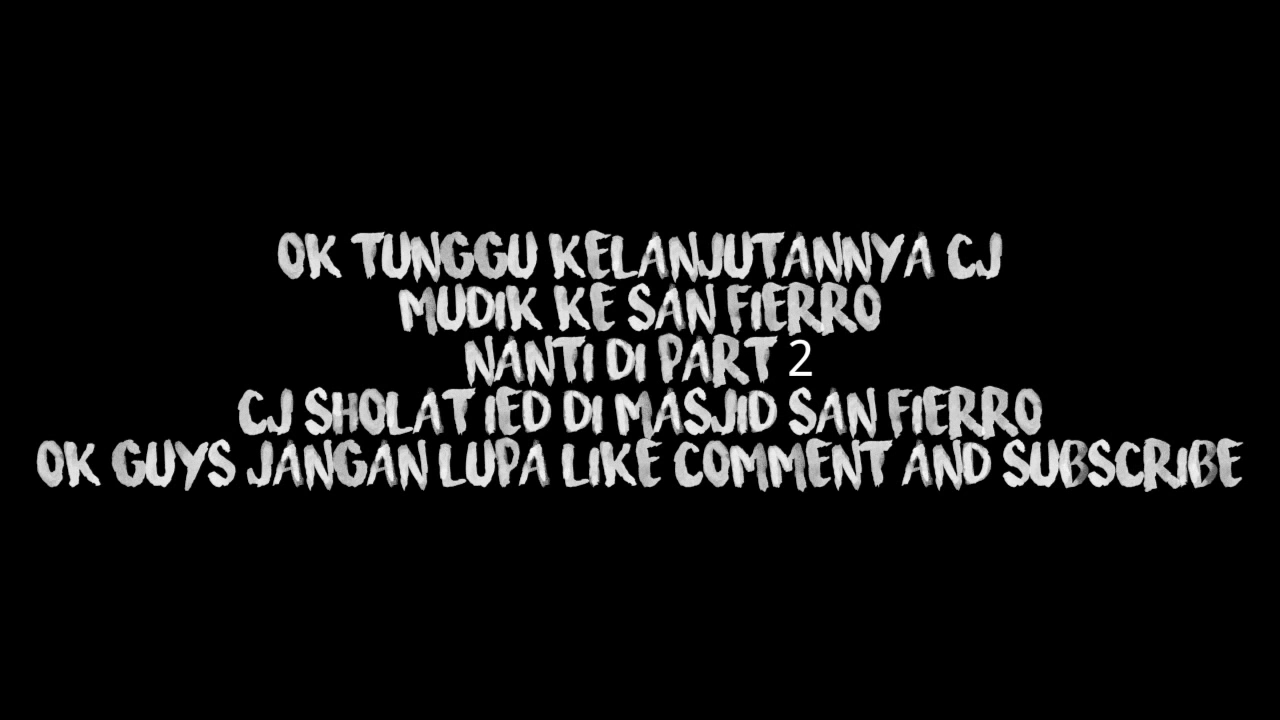 OK TUNGGU KELANJUTANNYA CJ
MUDIK KE SAN FIERRO
NANTI DI PART 2
CJ SHOLAT IED DI MASJID SAN FIERRO
OK GUYS JANGAN LUPA LIKE COMMENT AND SUBSCRIBE